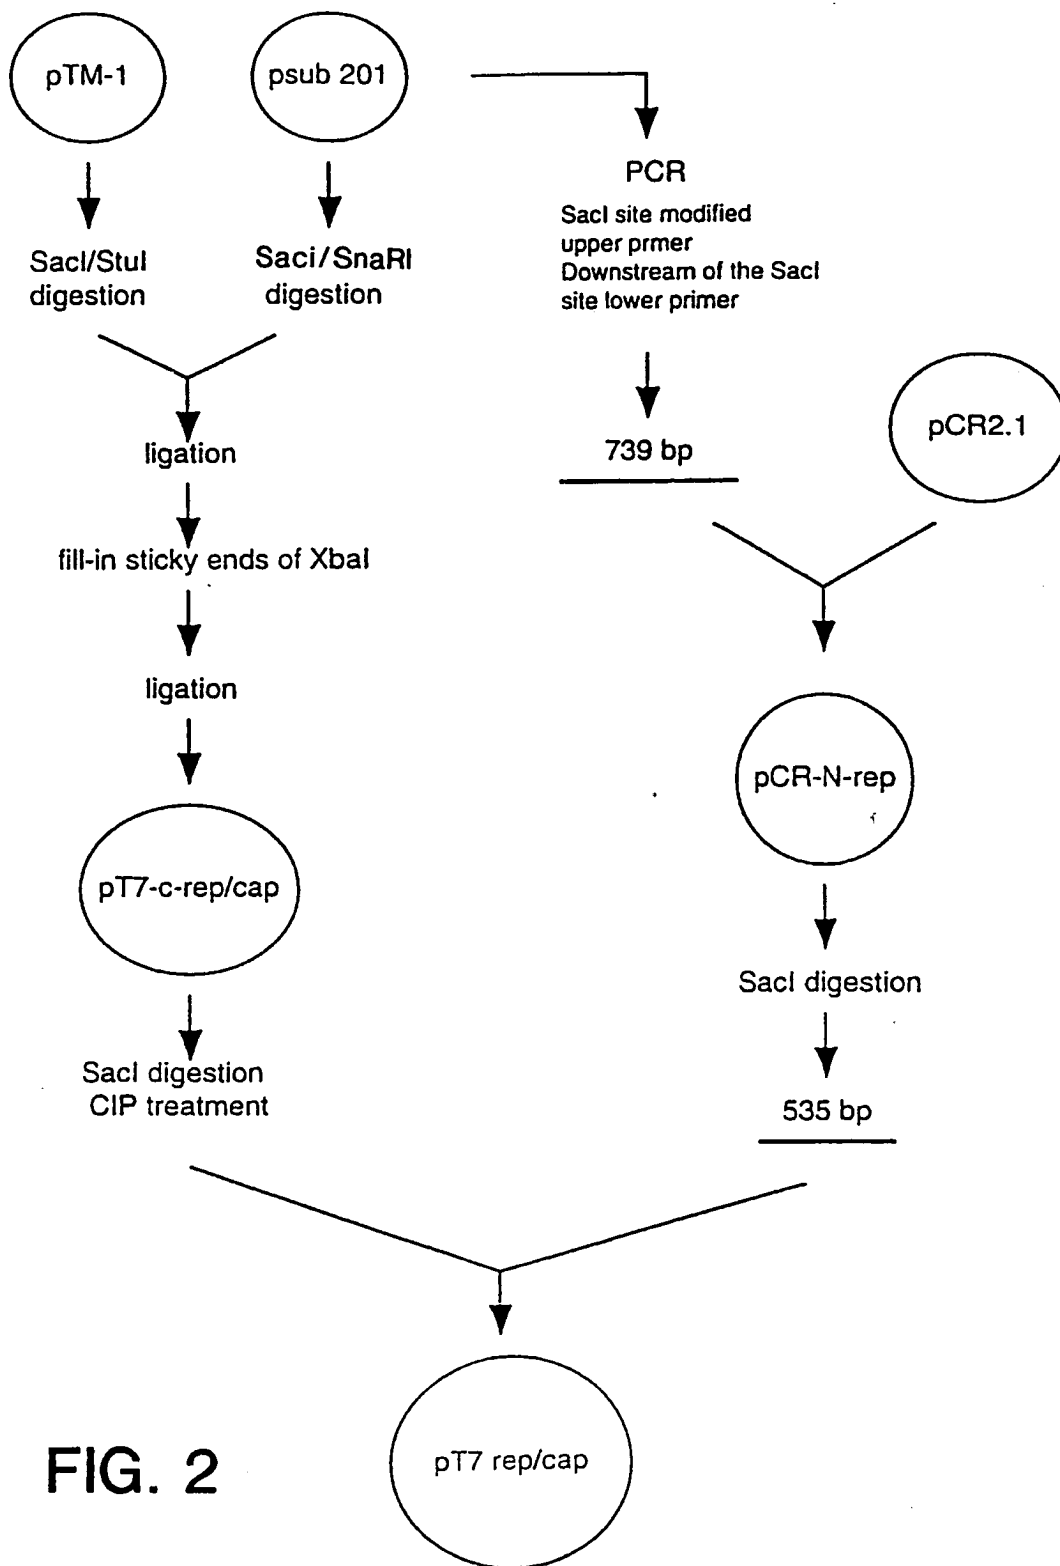 pTM-1
psub 201
SacI/StuI
digestion
Saci/SnaRI
digestion
PCR
SacI site modified
upper prmer
Downstream of the SacI
site lower primer
ligation
739 bp
pCR2.1
fill-in sticky ends of XbaI
ligation
pCR-N-rep
pT7-c-rep/cap
SacI digestion
SacI digestion
CIP treatment
535 bp
pT7 rep/cap
FIG. 2